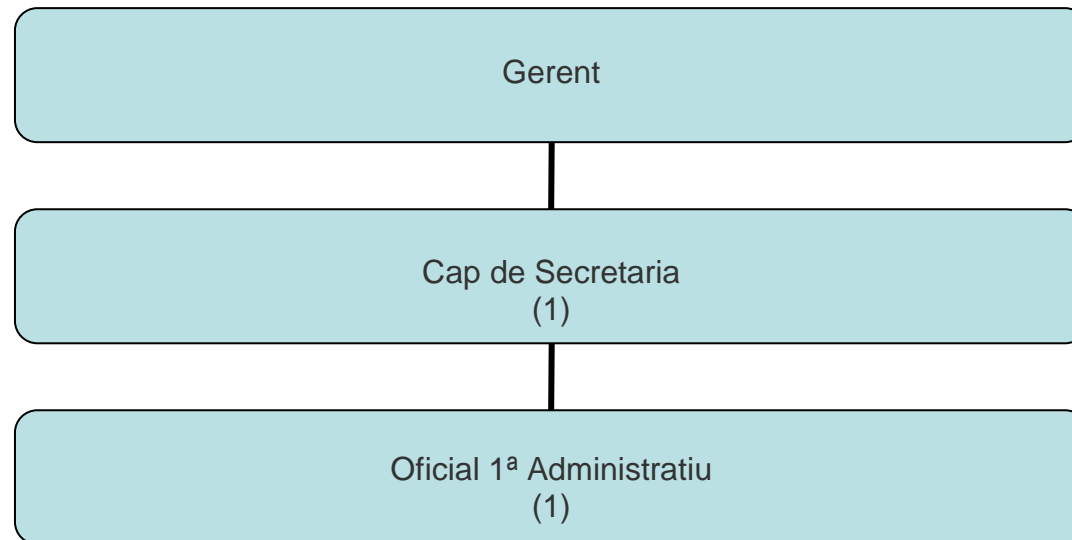 Gerent
Cap de Secretaria
(1)
Oficial 1ª Administratiu
(1)